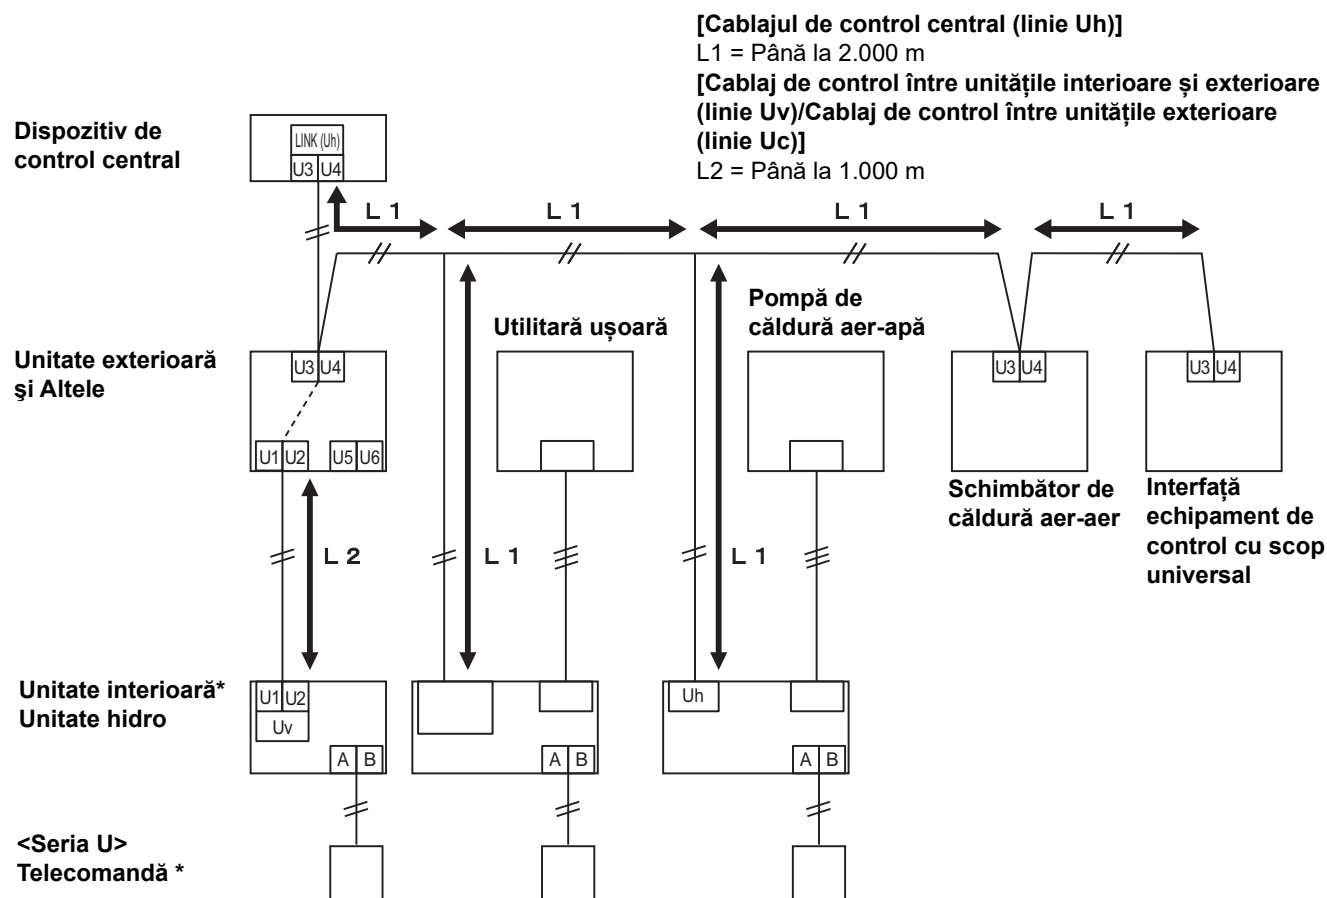 [Cablajul de control central (linie Uh)]
L1 = Până la 2.000 m
[Cablaj de control între unitățile interioare și exterioare
(linie Uv)/Cablaj de control între unitățile exterioare
(linie Uc)]
L2 = Până la 1.000 m
Dispozitiv de
control central
LINK (Uh)
U3 U4
L 1
L 1
L 1
L 1
Unitate exterioară
şi Altele
U3 U4
U1 U2
U5 U6
Utilitară ușoară
Pompă de
căldură aer-apă
U3 U4
Schimbător de
căldură aer-aer
U3 U4
Interfață
echipament de
control cu scop
universal
L 2
L 1
L 1
Unitate interioară*
Unitate hidro
U1 U2
Uv
A B
A B
Uh
A B
<Seria U>
Telecomandă *